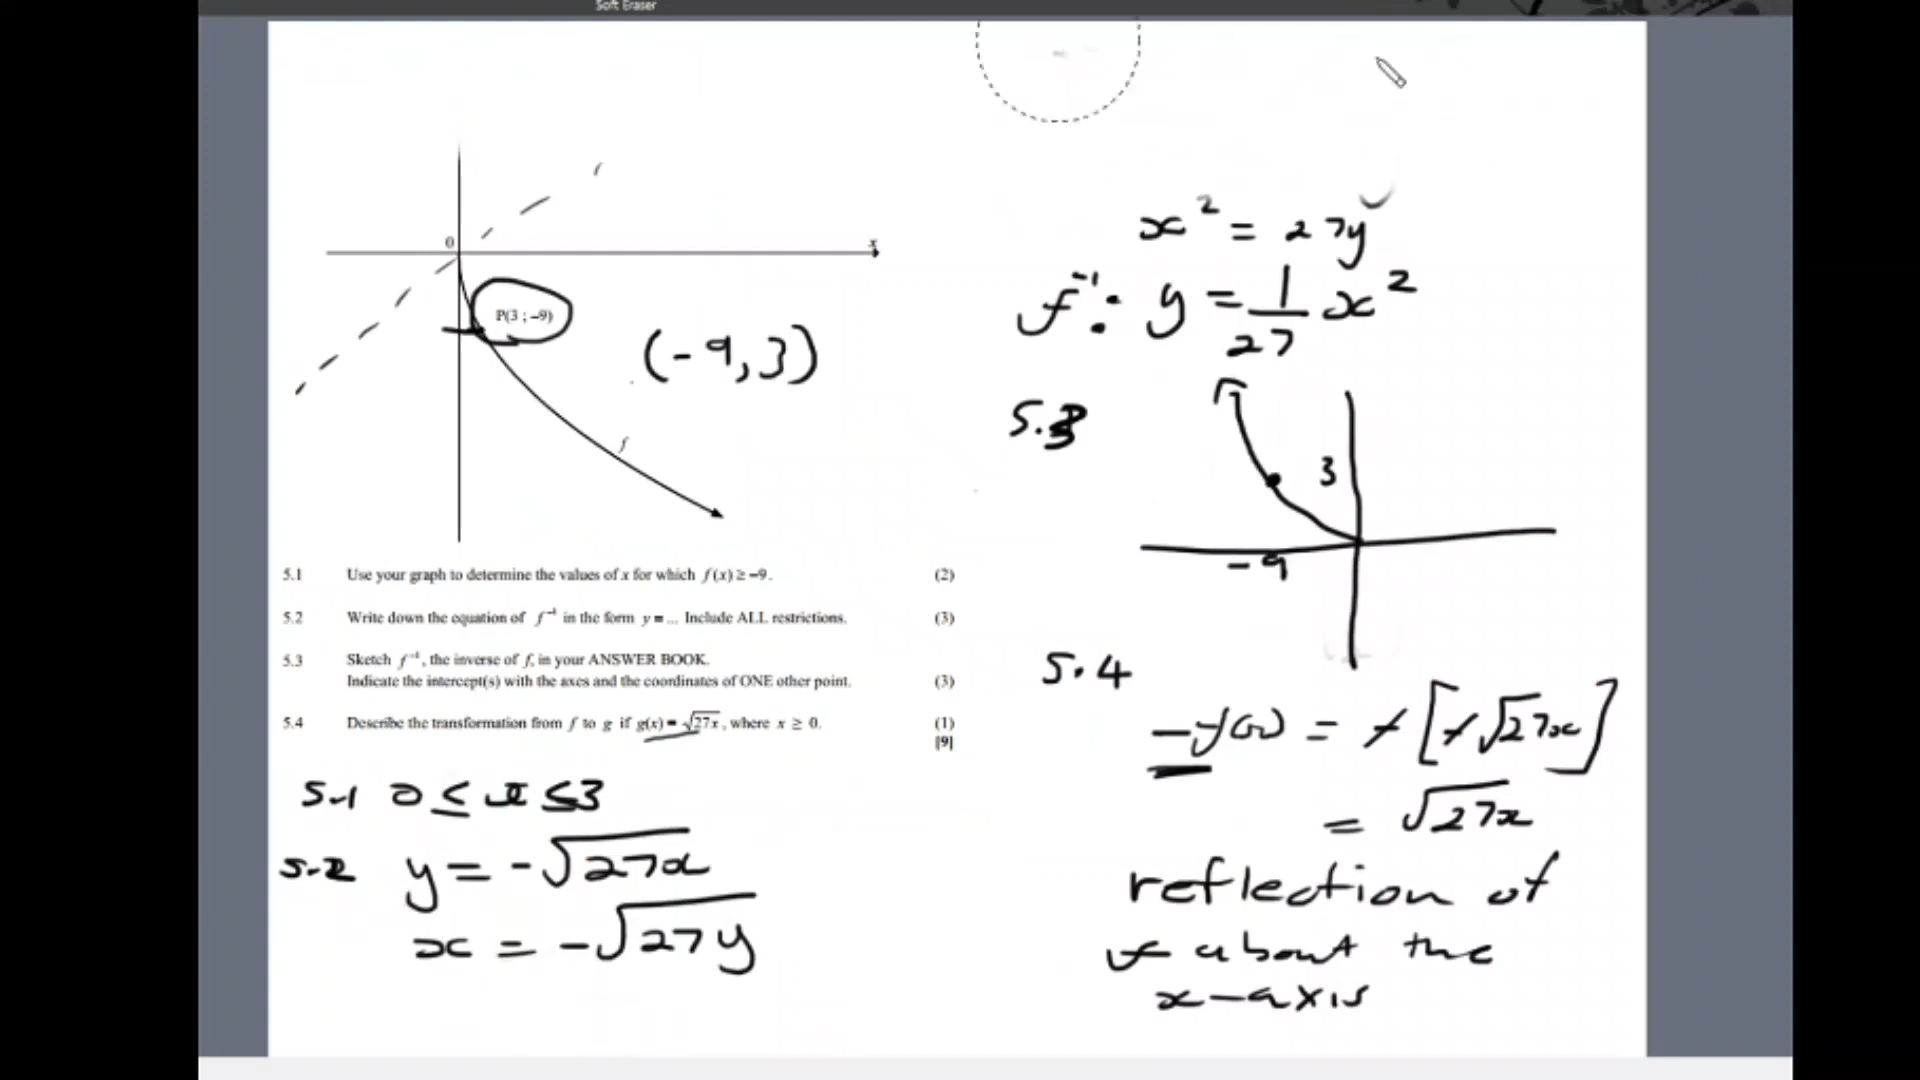 Soft Eraser
0
x
P(3 ; –9)
(-9,3)
f
5.1 Use your graph to determine the values of x for which f(x) ≥ –9. (2)
5.2 Write down the equation of f⁻¹ in the form y = ... Include ALL restrictions. (3)
5.3 Sketch f⁻¹, the inverse of f, in your ANSWER BOOK.
Indicate the intercept(s) with the axes and the coordinates of ONE other point. (3)
5.4 Describe the transformation from f to g if g(x) = √27x, where x ≥ 0. (1)
[9]
5.1 0 ≤ x ≤ 3
5.2 y = -√27x
x = -√27y
x² = 27y
f⁻¹: y = 1/27 x²
5.3
3
-9
5.4
-f(x) = -[-√27x]
= √27x
reflection of
f about the
x-axis